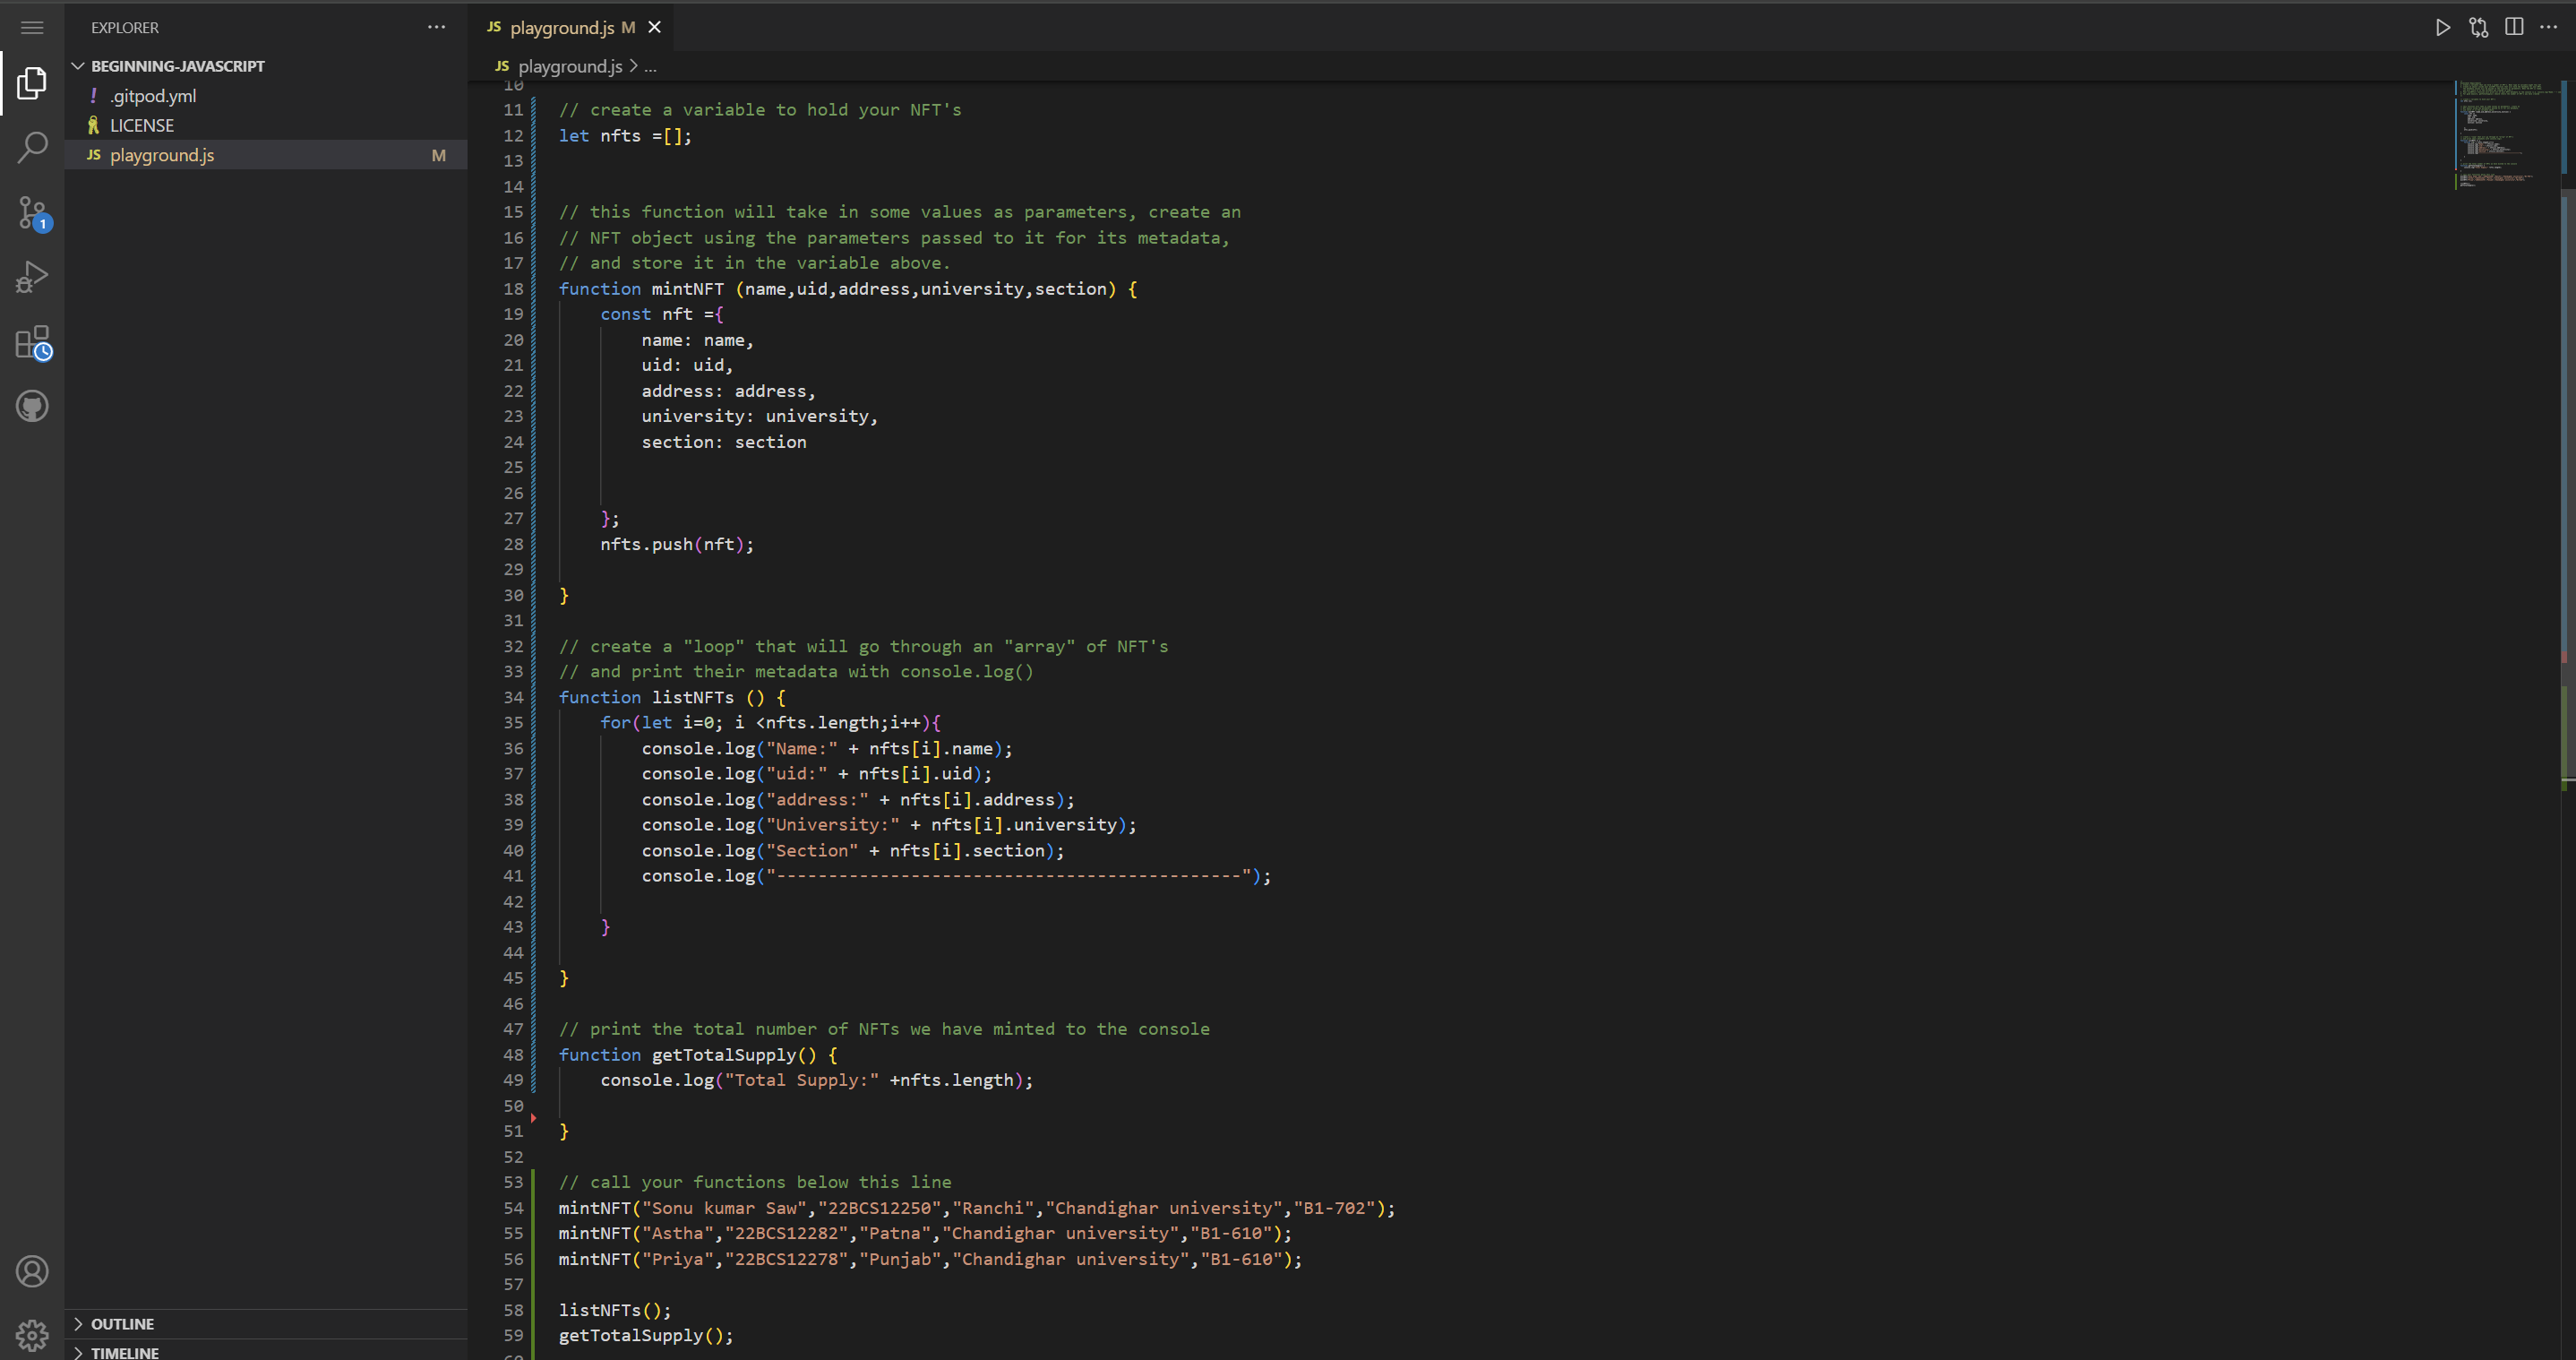 EXPLORER
BEGINNING-JAVASCRIPT
! .gitpod.yml
LICENSE
JS playground.js M
1
OUTLINE
TIMELINE
JS playground.js M
JS playground.js > ...
10
11 // create a variable to hold your NFT's
12 let nfts =[];
13
14
15 // this function will take in some values as parameters, create an
16 // NFT object using the parameters passed to it for its metadata,
17 // and store it in the variable above.
18 function mintNFT (name,uid,address,university,section) {
19 const nft ={
20 name: name,
21 uid: uid,
22 address: address,
23 university: university,
24 section: section
25
26
27 };
28 nfts.push(nft);
29
30 }
31
32 // create a "loop" that will go through an "array" of NFT's
33 // and print their metadata with console.log()
34 function listNFTs () {
35 for(let i=0; i <nfts.length;i++){
36 console.log("Name:" + nfts[i].name);
37 console.log("uid:" + nfts[i].uid);
38 console.log("address:" + nfts[i].address);
39 console.log("University:" + nfts[i].university);
40 console.log("Section" + nfts[i].section);
41 console.log("---------------------------------------------");
42
43 }
44
45 }
46
47 // print the total number of NFTs we have minted to the console
48 function getTotalSupply() {
49 console.log("Total Supply:" +nfts.length);
50
51 }
52
53 // call your functions below this line
54 mintNFT("Sonu kumar Saw","22BCS12250","Ranchi","Chandighar university","B1-702");
55 mintNFT("Astha","22BCS12282","Patna","Chandighar university","B1-610");
56 mintNFT("Priya","22BCS12278","Punjab","Chandighar university","B1-610");
57
58 listNFTs();
59 getTotalSupply();
60